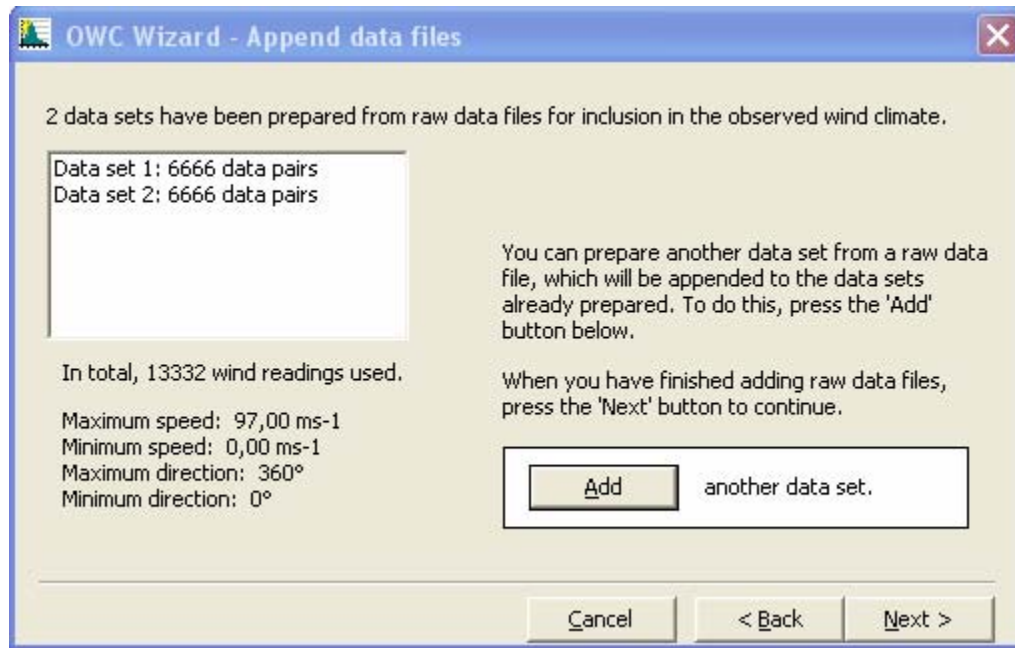 OWC Wizard - Append data files
2 data sets have been prepared from raw data files for inclusion in the observed wind climate.
Data set 1: 6666 data pairs
Data set 2: 6666 data pairs
You can prepare another data set from a raw data
file, which will be appended to the data sets
already prepared. To do this, press the 'Add'
button below.
In total, 13332 wind readings used.
When you have finished adding raw data files,
press the 'Next' button to continue.
Maximum speed: 97,00 ms-1
Minimum speed: 0,00 ms-1
Maximum direction: 360º
Minimum direction: 0º
Add another data set.
Cancel < Back Next >